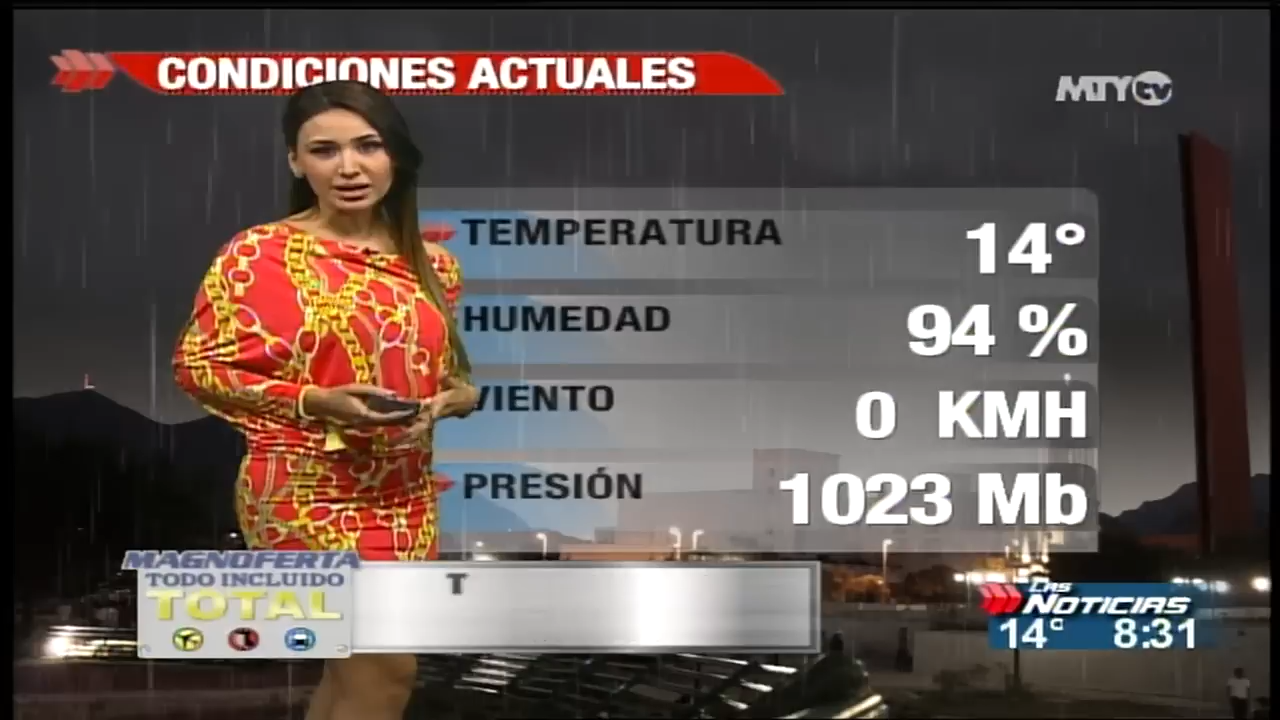 CONDICIONES ACTUALES
MTYtv
TEMPERATURA 14°
HUMEDAD 94 %
VIENTO 0 KMH
PRESIÓN 1023 Mb
MAGNOFERTA
TODO INCLUIDO
TOTAL
T
LAS
NOTICIAS
14° 8:31